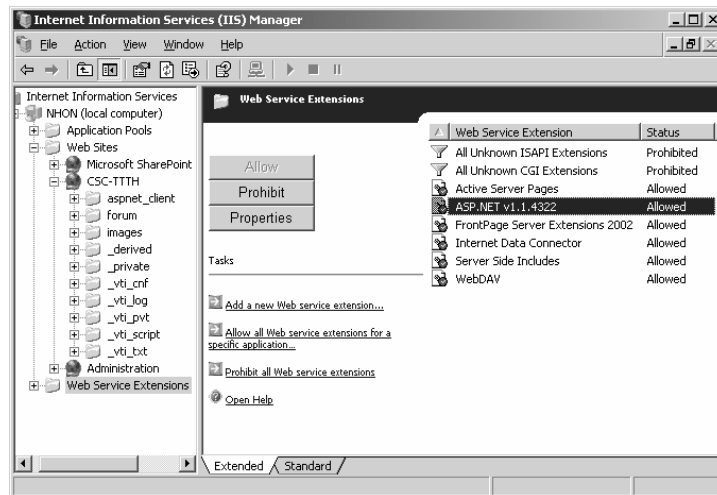 Internet Information Services (IIS) Manager
File Action View Window Help
Internet Information Services
NHON (local computer)
Application Pools
Web Sites
Microsoft SharePoint
CSC-TTTH
aspnet_client
forum
images
_derived
_private
_vti_cnf
_vti_log
_vti_pvt
_vti_script
_vti_txt
Administration
Web Service Extensions
Web Service Extensions
Allow
Prohibit
Properties
Tasks
Add a new Web service extension...
Allow all Web service extensions for a
specific application...
Prohibit all Web service extensions
Open Help
Web Service Extension Status
All Unknown ISAPI Extensions Prohibited
All Unknown CGI Extensions Prohibited
Active Server Pages Allowed
ASP.NET v1.1.4322 Allowed
FrontPage Server Extensions 2002 Allowed
Internet Data Connector Allowed
Server Side Includes Allowed
WebDAV Allowed
Extended Standard